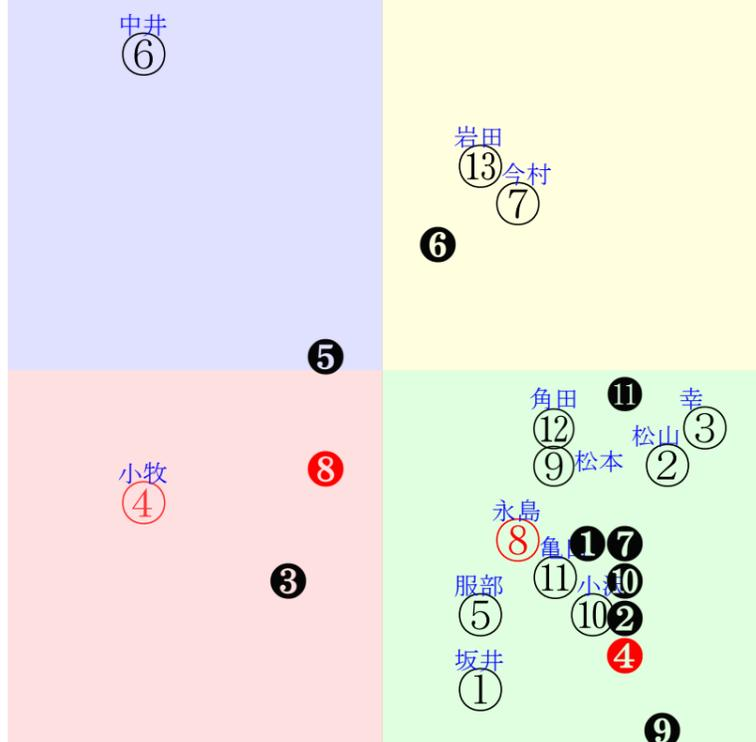 中井
⑥
岩田
⑬
今村
⑦
❻
❺
⓫
角田
幸
⑫
③
松山
小牧
❽
⑨
松本
②
④
永島
⑧
❶
❼
⑪
❸
❿
服部
⑤
⑩
❷
❹
坂井
①
❾